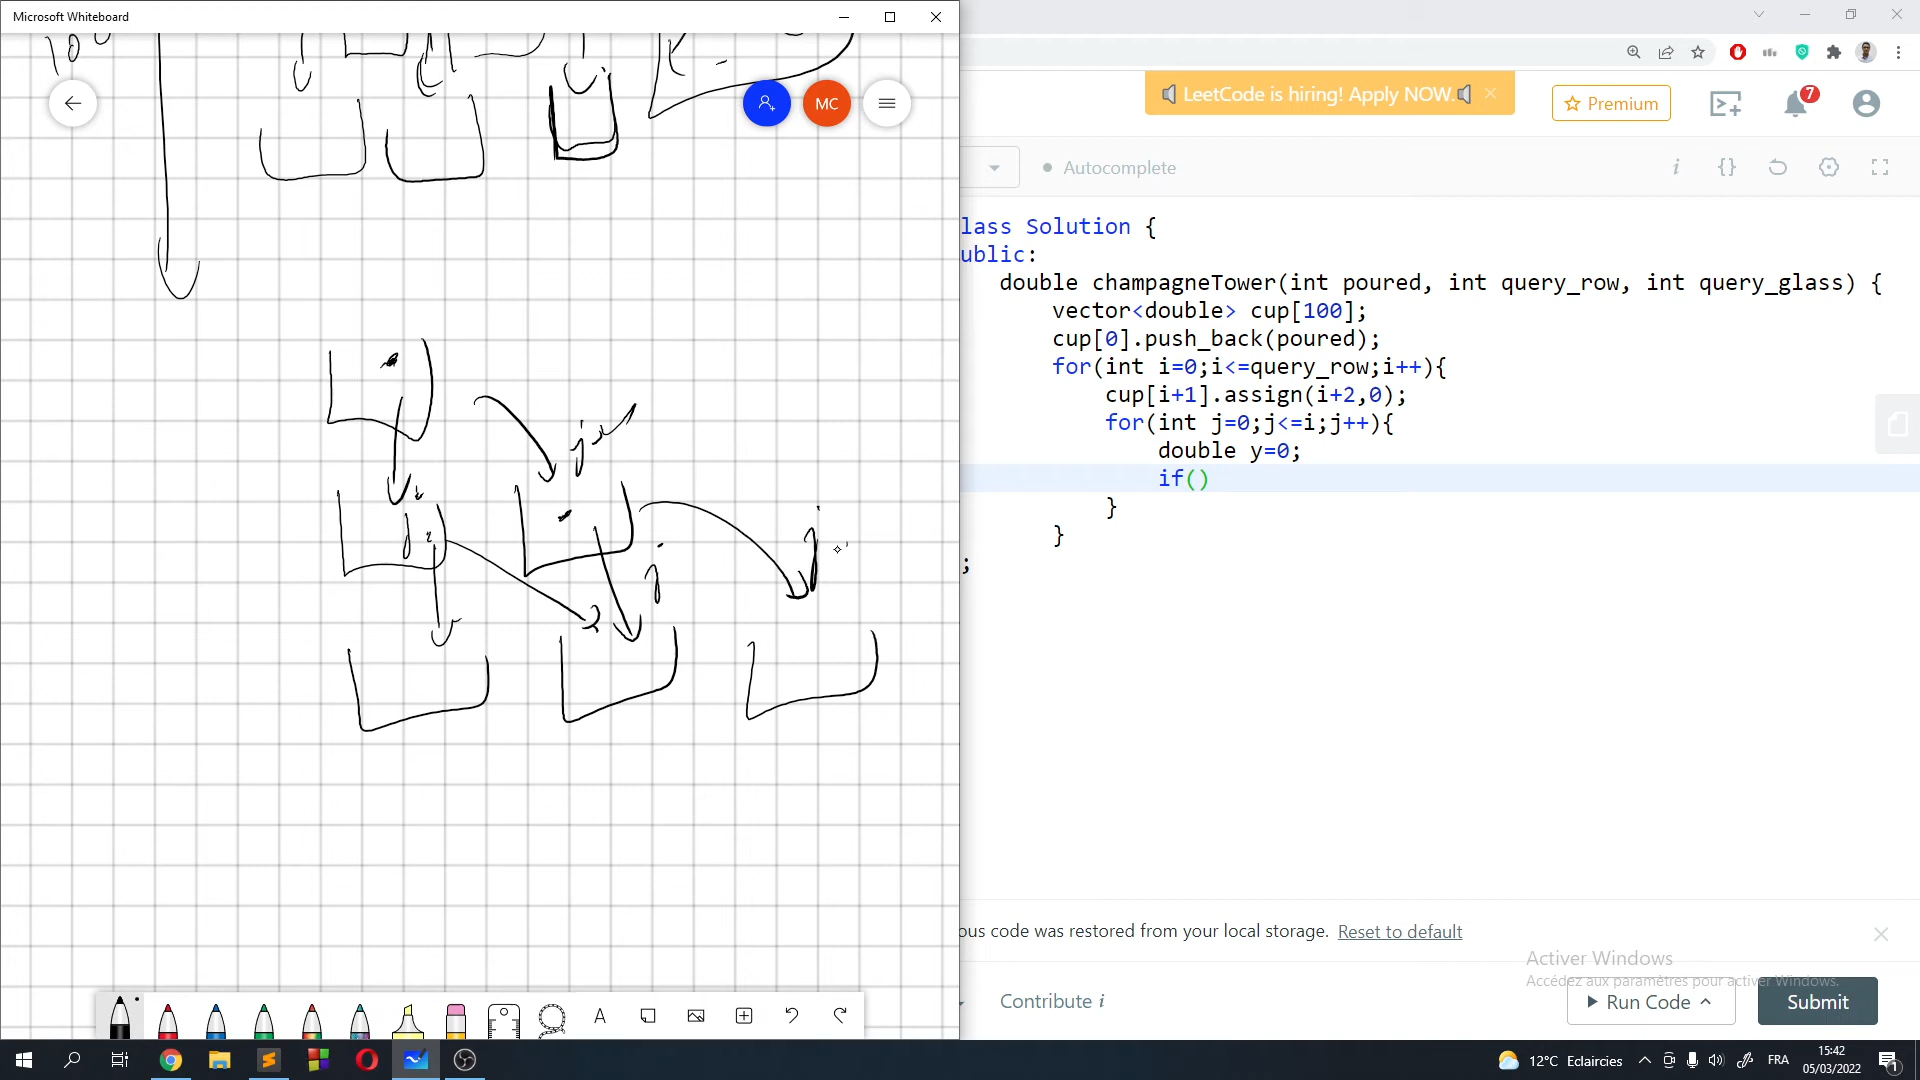 Microsoft Whiteboard
100
MC
LeetCode is hiring! Apply NOW.
Premium
7
Autocomplete
i
{}
lass Solution {
ublic:
double champagneTower(int poured, int query_row, int query_glass) {
vector<double> cup[100];
cup[0].push_back(poured);
for(int i=0;i<=query_row;i++){
cup[i+1].assign(i+2,0);
for(int j=0;j<=i;j++){
double y=0;
if()
}
}
;
j
j
j
ous code was restored from your local storage. Reset to default
Activer Windows
Accédez aux paramètres pour activer Windows.
Contribute i
Run Code
Submit
A
12°C Eclaircies
FRA
15:42
05/03/2022
1